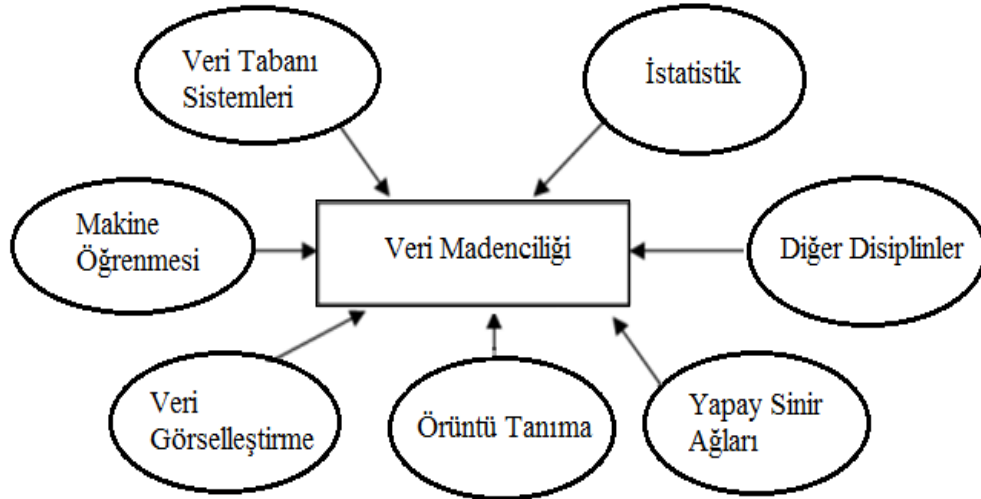 Veri Tabanı
Sistemleri
İstatistik
Makine
Öğrenmesi
Veri Madenciliği
Diğer Disiplinler
Veri
Görselleştirme
Örüntü Tanıma
Yapay Sinir
Ağları